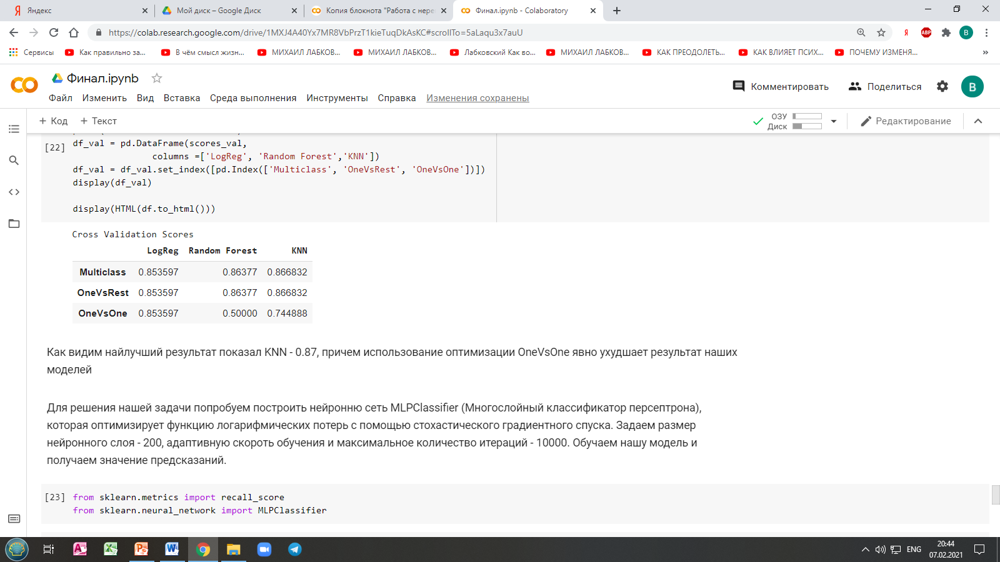 Яндекс
Мой диск – Google Диск
Копия блокнота "Работа с нере
Финал.ipynb - Colaboratory
https://colab.research.google.com/drive/1MXJ4A40Yx7MR8VbPrzT1kieTuqDkAsKC#scrollTo=5aLaqu3x7auU
Сервисы
Как правильно за...
В чём смысл жизн...
МИХАИЛ ЛАБКОВ...
МИХАИЛ ЛАБКОВ...
Лабковский Как во...
МИХАИЛ ЛАБКОВ...
КАК ПРЕОДОЛЕТЬ...
КАК ВЛИЯЕТ ПСИХ...
ПОЧЕМУ ИЗМЕНЯ...
Финал.ipynb
Комментировать
Поделиться
B
Файл Изменить Вид Вставка Среда выполнения Инструменты Справка Изменения сохранены
+ Код + Текст
ОЗУ
Диск
Редактирование
[22]
df_val = pd.DataFrame(scores_val,
columns =['LogReg', 'Random Forest','KNN'])
df_val = df_val.set_index([pd.Index(['Multiclass', 'OneVsRest', 'OneVsOne'])])
display(df_val)
display(HTML(df.to_html()))
Cross Validation Scores
LogReg Random Forest KNN
Multiclass 0.853597 0.86377 0.866832
OneVsRest 0.853597 0.86377 0.866832
OneVsOne 0.853597 0.50000 0.744888
Как видим найлучший результат показал KNN - 0.87, причем использование оптимизации OneVsOne явно ухудшает результат наших
моделей
Для решения нашей задачи попробуем построить нейронню сеть MLPClassifier (Многослойный классификатор персептрона),
которая оптимизирует функцию логарифмических потерь с помощью стохастического градиентного спуска. Задаем размер
нейронного слоя - 200, адаптивную скороть обучения и максимальное количество итераций - 10000. Обучаем нашу модель и
получаем значение предсказаний.
[23] from sklearn.metrics import recall_score
from sklearn.neural_network import MLPClassifier
ENG
20:44
07.02.2021